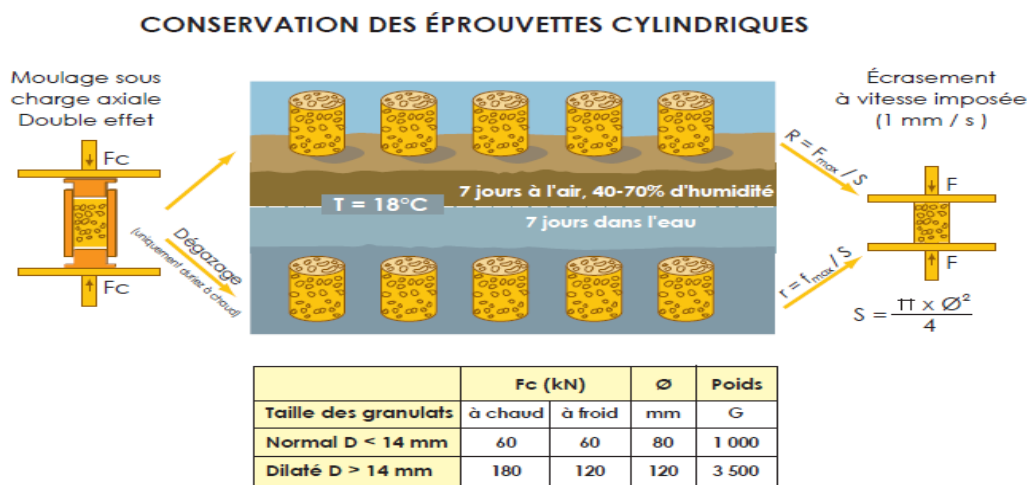 CONSERVATION DES ÉPROUVETTES CYLINDRIQUES
Moulage sous
charge axiale
Double effet
Fc
Fc
Dégazage
(uniquement duriez à chaud)
7 jours à l'air, 40-70% d'humidité
T = 18°C
7 jours dans l'eau
Écrasement
à vitesse imposée
(1 mm / s )
R = Fmax / S
F
F
r = fmax / S
S = π x Ø² / 4
Fc (kN) Ø Poids
Taille des granulats à chaud à froid mm G
Normal D < 14 mm 60 60 80 1 000
Dilaté D > 14 mm 180 120 120 3 500